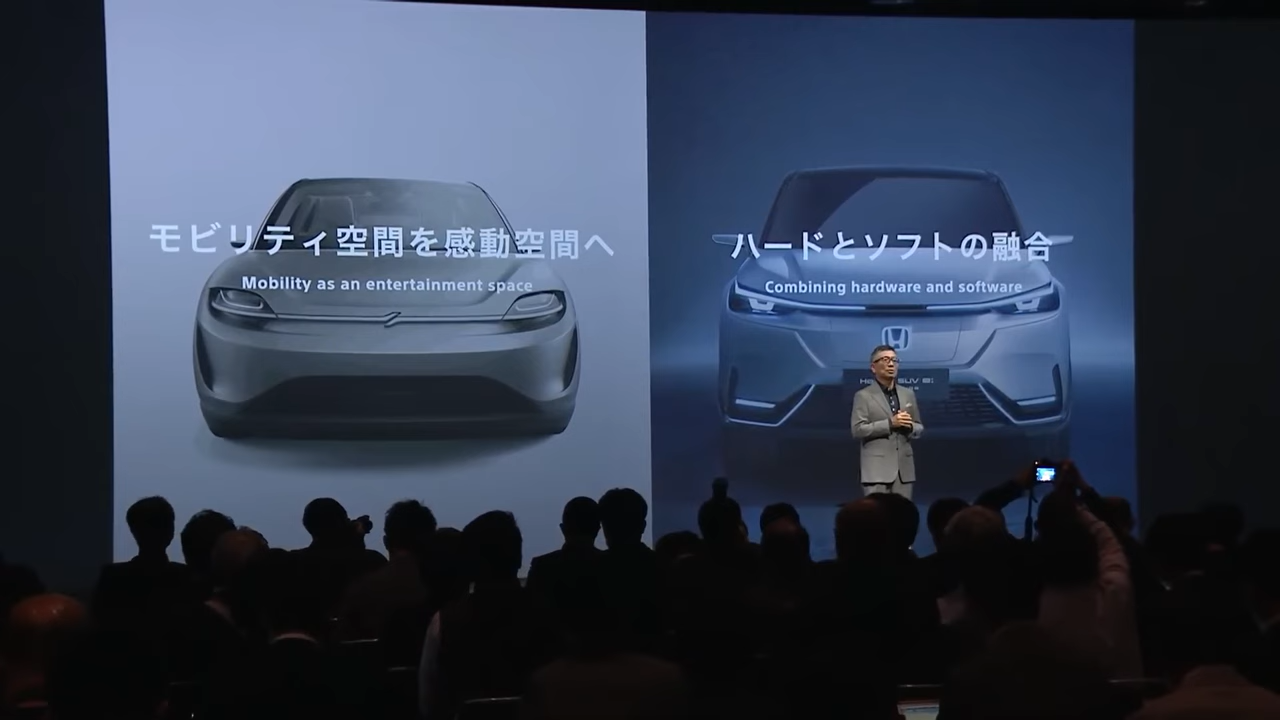 モビリティ空間を感動空間へ
Mobility as an entertainment space
ハードとソフトの融合
Combining hardware and software